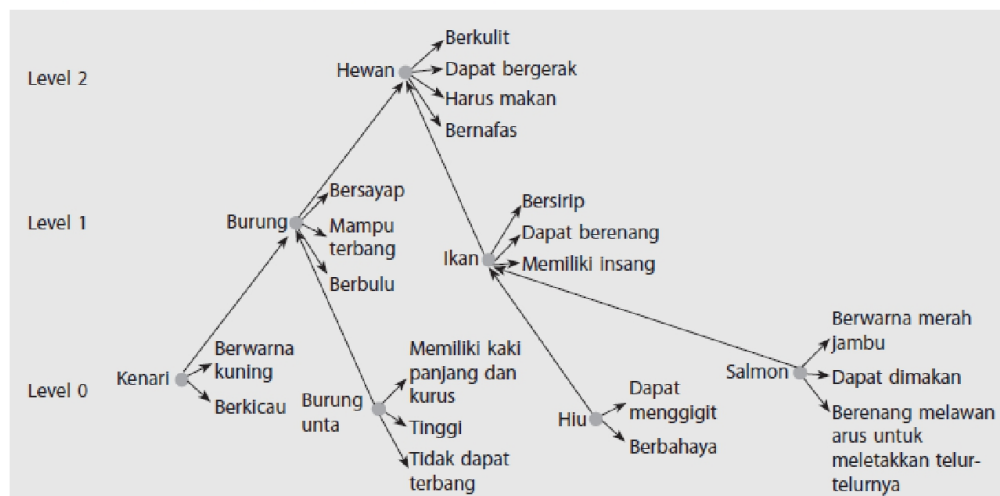 Level 2
Hewan
Berkulit
Dapat bergerak
Harus makan
Bernafas
Level 1
Burung
Bersayap
Mampu
terbang
Berbulu
Ikan
Bersirip
Dapat berenang
Memiliki insang
Level 0
Kenari
Berwarna
kuning
Berkicau
Burung
unta
Memiliki kaki
panjang dan
kurus
Tinggi
Tidak dapat
terbang
Hiu
Dapat
menggigit
Berbahaya
Salmon
Berwarna merah
jambu
Dapat dimakan
Berenang melawan
arus untuk
meletakkan telur-
telurnya